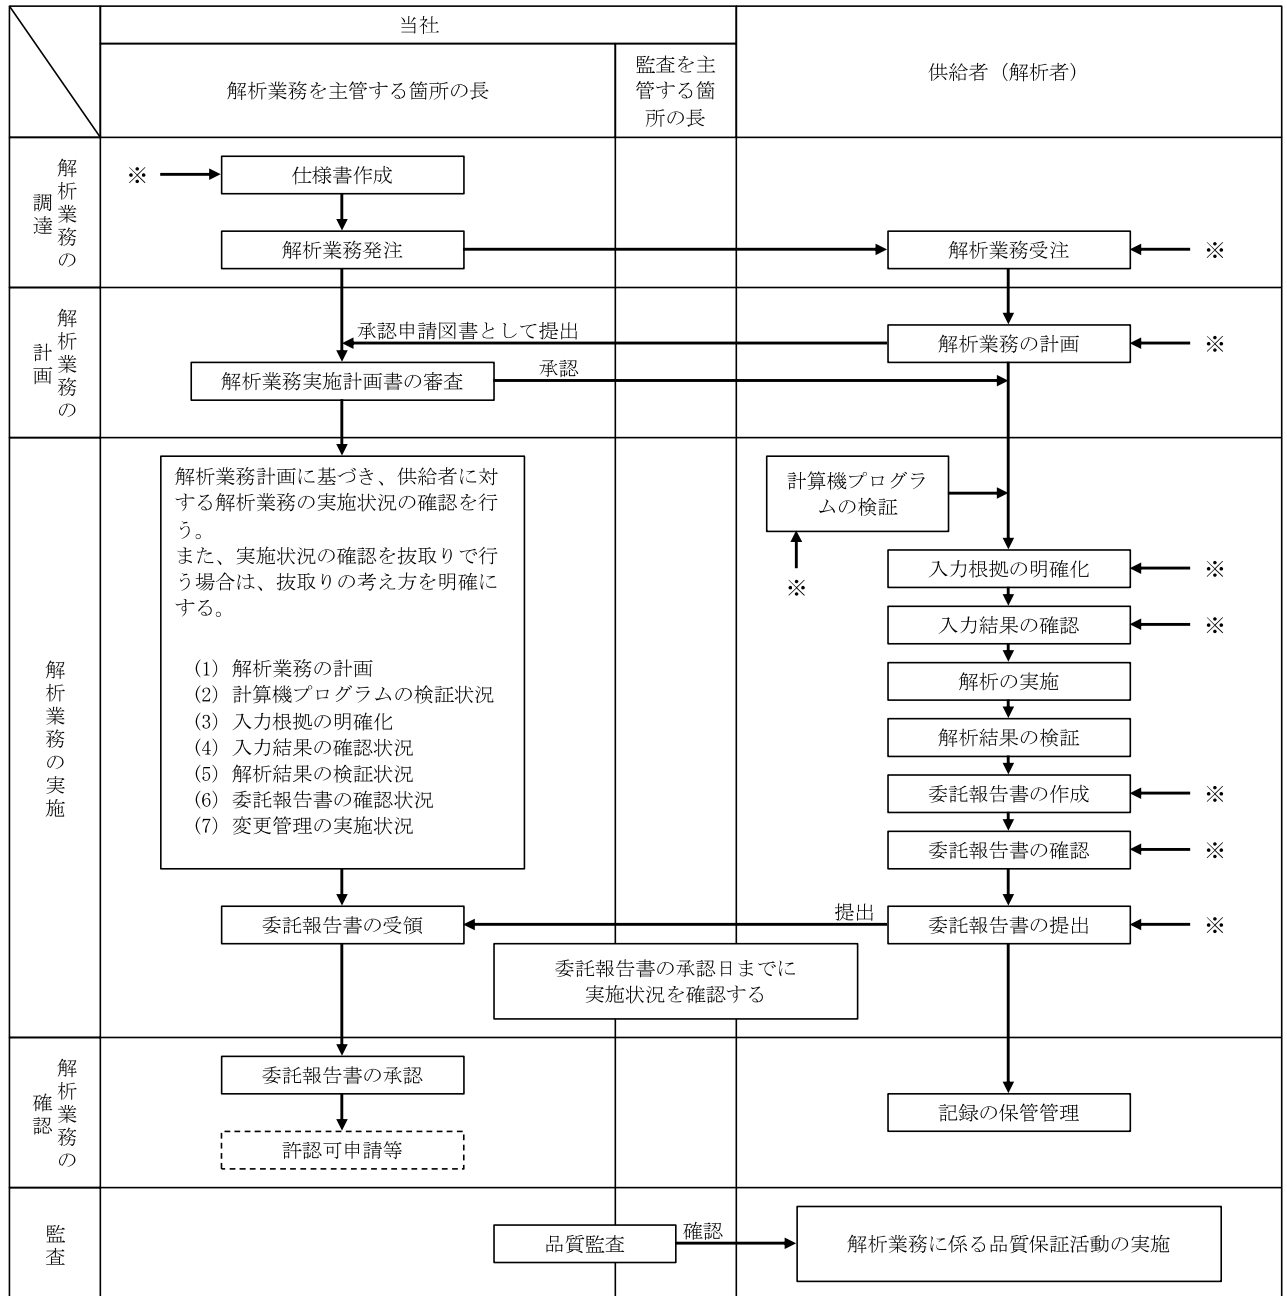 当社
解析業務を主管する箇所の長
監査を主
管する箇
所の長
供給者（解析者）
解析業務の
調達
※
仕様書作成
解析業務発注
解析業務受注
※
解析業務の
計画
承認申請図書として提出
解析業務の計画
※
解析業務実施計画書の審査
承認
解析業務の実施
解析業務計画に基づき、供給者に対
する解析業務の実施状況の確認を行
う。
また、実施状況の確認を抜取りで行
う場合は、抜取りの考え方を明確に
する。
(1) 解析業務の計画
(2) 計算機プログラムの検証状況
(3) 入力根拠の明確化
(4) 入力結果の確認状況
(5) 解析結果の検証状況
(6) 委託報告書の確認状況
(7) 変更管理の実施状況
計算機プログラ
ムの検証
※
入力根拠の明確化
※
入力結果の確認
※
解析の実施
解析結果の検証
委託報告書の作成
※
委託報告書の確認
※
委託報告書の受領
提出
委託報告書の提出
※
委託報告書の承認日までに
実施状況を確認する
解析業務の
確認
委託報告書の承認
記録の保管管理
許認可申請等
監査
品質監査
確認
解析業務に係る品質保証活動の実施